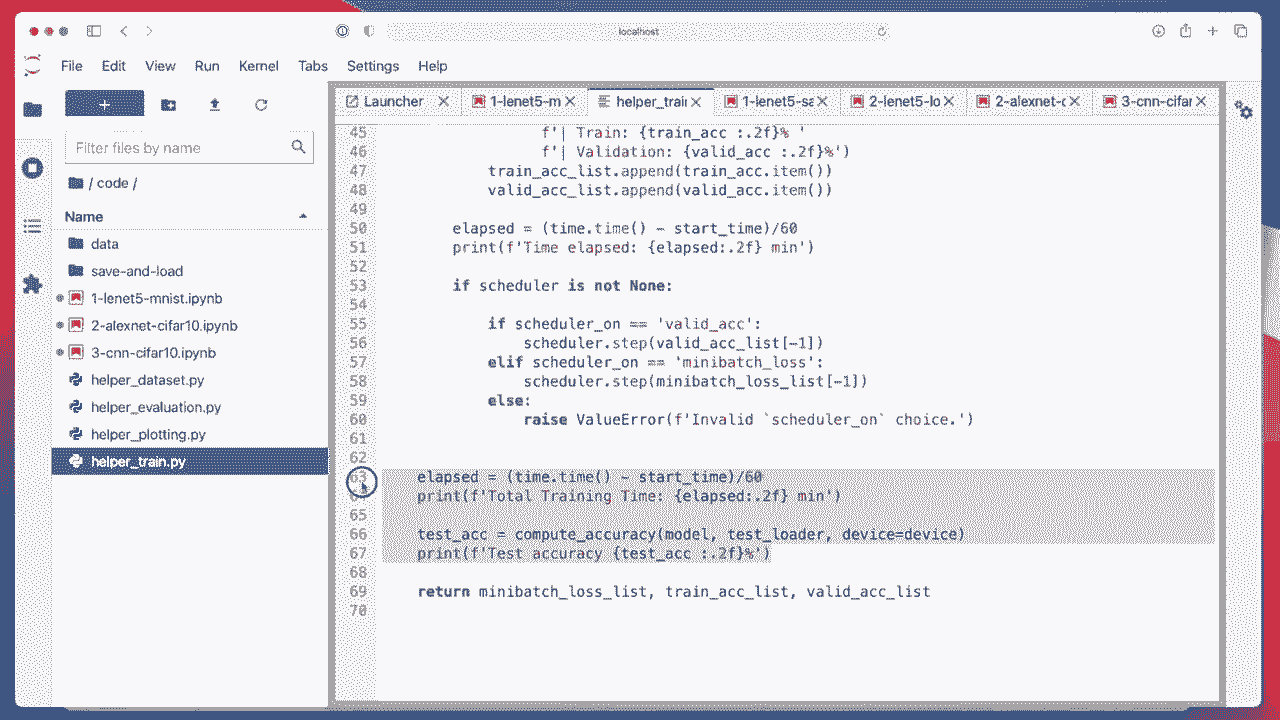 localhost
File Edit View Run Kernel Tabs Settings Help
Filter files by name
/ code /
Name
data
save-and-load
1-lenet5-mnist.ipynb
2-alexnet-cifar10.ipynb
3-cnn-cifar10.ipynb
helper_dataset.py
helper_evaluation.py
helper_plotting.py
helper_train.py
Launcher 1-lenet5-m helper_train 1-lenet5-sa 2-lenet5-lo 2-alexnet-c 3-cnn-cifar
45 f'| Train: {train_acc :.2f}% '
46 f'| Validation: {valid_acc :.2f}%')
47 train_acc_list.append(train_acc.item())
48 valid_acc_list.append(valid_acc.item())
49
50 elapsed = (time.time() - start_time)/60
51 print(f'Time elapsed: {elapsed:.2f} min')
52
53 if scheduler is not None:
54
55 if scheduler_on == 'valid_acc':
56 scheduler.step(valid_acc_list[-1])
57 elif scheduler_on == 'minibatch_loss':
58 scheduler.step(minibatch_loss_list[-1])
59 else:
60 raise ValueError(f'Invalid `scheduler_on` choice.')
61
62
63 elapsed = (time.time() - start_time)/60
64 print(f'Total Training Time: {elapsed:.2f} min')
65
66 test_acc = compute_accuracy(model, test_loader, device=device)
67 print(f'Test accuracy {test_acc :.2f}%')
68
69 return minibatch_loss_list, train_acc_list, valid_acc_list
70